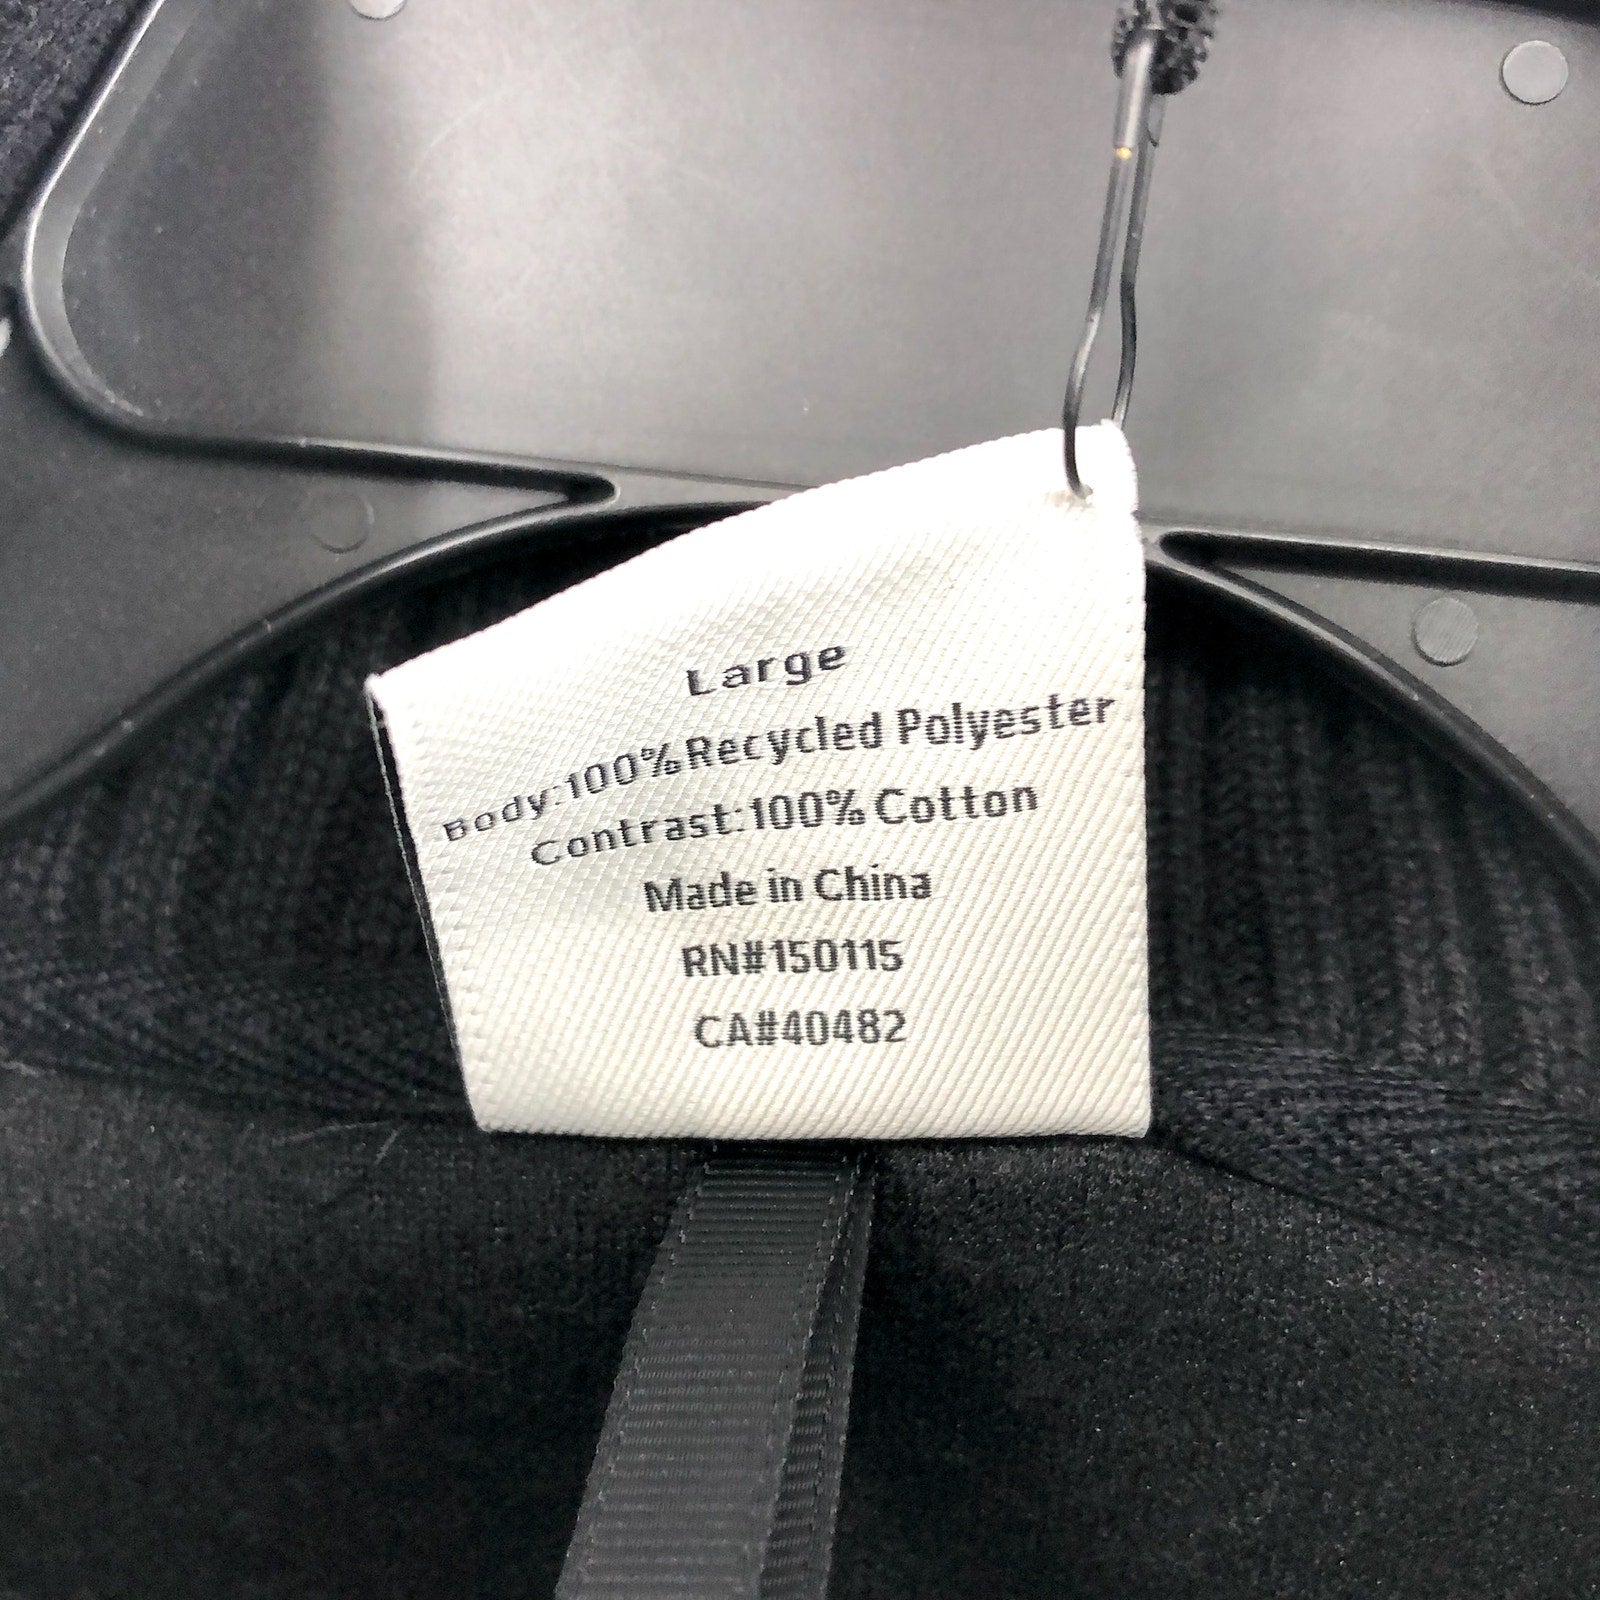 Large
Body:100% Recycled Polyester
Contrast:100% Cotton
Made in China
RN#150115
CA#40482